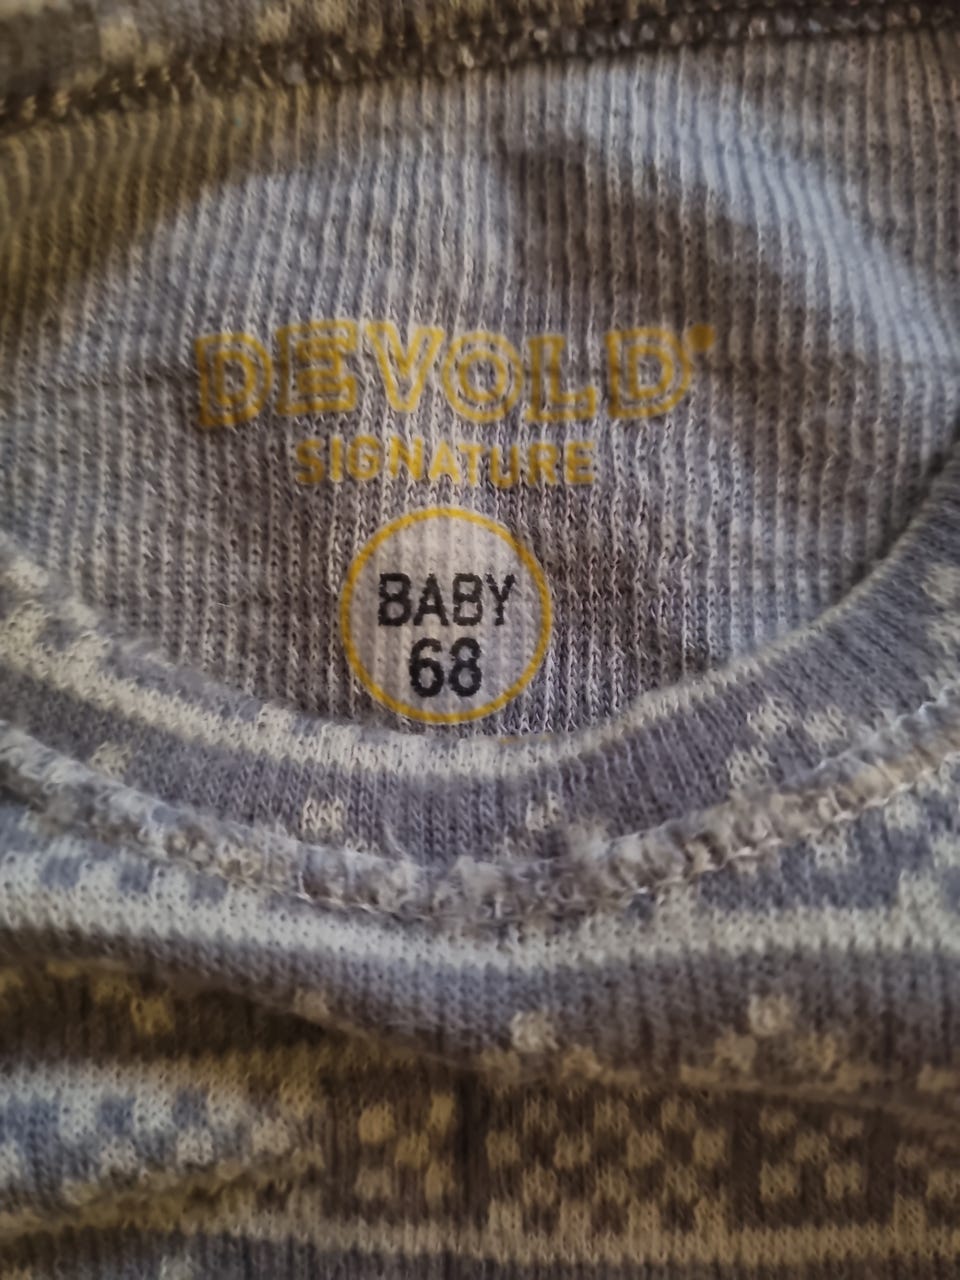 DEVOLD
SIGNATURE
BABY
68